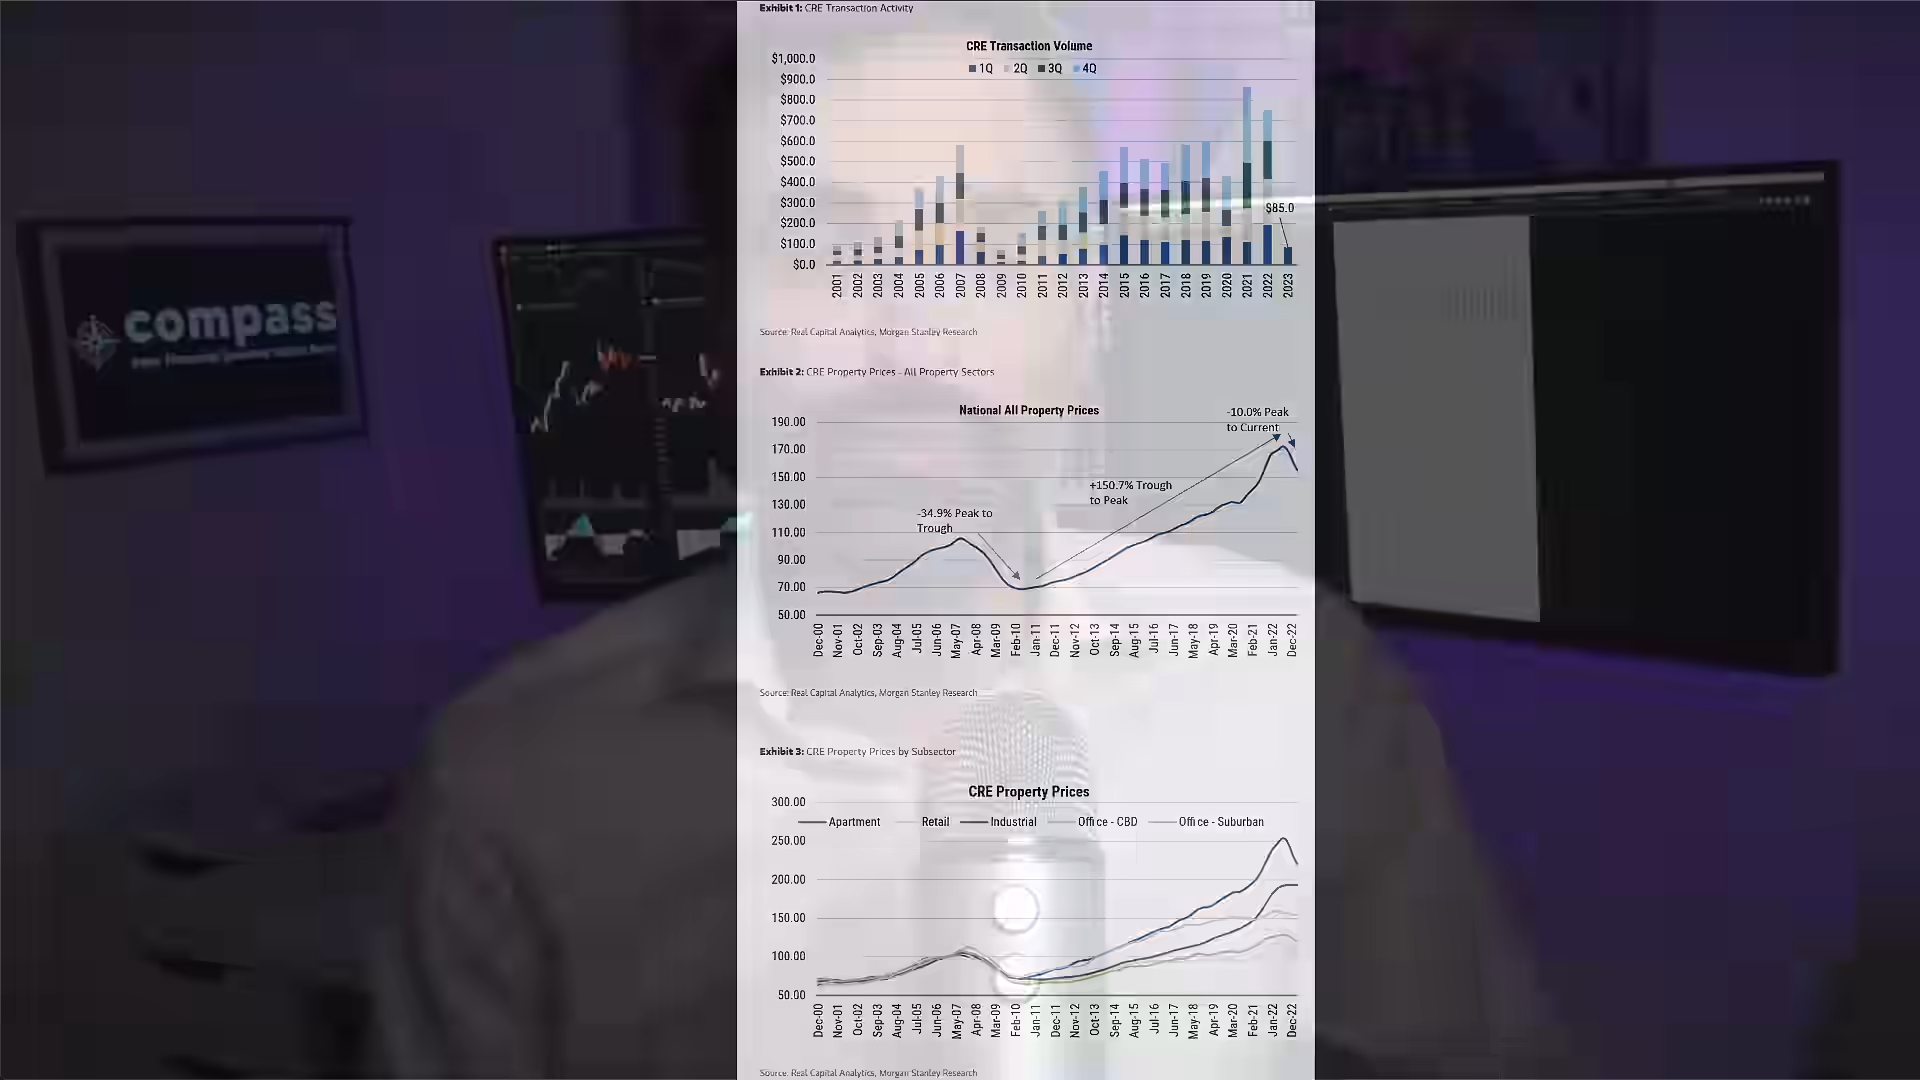 Exhibit 1: CRE Transaction Activity
CRE Transaction Volume
1Q 2Q 3Q 4Q
$1,000.0
$900.0
$800.0
$700.0
$600.0
$500.0
$400.0
$300.0
$200.0
$100.0
$0.0
$85.0
2001 2002 2003 2004 2005 2006 2007 2008 2009 2010 2011 2012 2013 2014 2015 2016 2017 2018 2019 2020 2021 2022 2023
Source: Real Capital Analytics, Morgan Stanley Research
compass
Exhibit 2: CRE Property Prices - All Property Sectors
National All Property Prices
-10.0% Peak
to Current
190.00
170.00
150.00
130.00
110.00
90.00
70.00
50.00
+150.7% Trough
to Peak
-34.9% Peak to
Trough
Dec-00 Nov-01 Oct-02 Sep-03 Aug-04 Jul-05 Jun-06 May-07 Apr-08 Mar-09 Feb-10 Jan-11 Dec-11 Nov-12 Oct-13 Sep-14 Aug-15 Jul-16 Jun-17 May-18 Apr-19 Mar-20 Feb-21 Jan-22 Dec-22
Source: Real Capital Analytics, Morgan Stanley Research
Exhibit 3: CRE Property Prices by Subsector
CRE Property Prices
Apartment Retail Industrial Office - CBD Office - Suburban
300.00
250.00
200.00
150.00
100.00
50.00
Dec-00 Nov-01 Oct-02 Sep-03 Aug-04 Jul-05 Jun-06 May-07 Apr-08 Mar-09 Feb-10 Jan-11 Dec-11 Nov-12 Oct-13 Sep-14 Aug-15 Jul-16 Jun-17 May-18 Apr-19 Mar-20 Feb-21 Jan-22 Dec-22
Source: Real Capital Analytics, Morgan Stanley Research